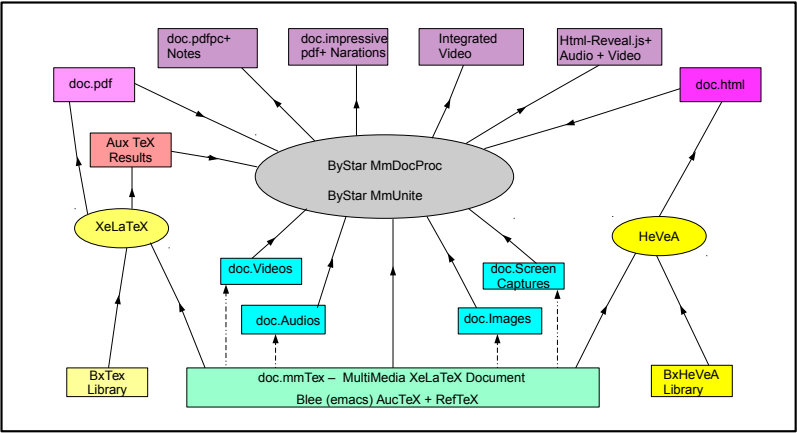 doc.pdfpc+
Notes
doc.impressive
pdf+ Narations
Integrated
Video
Html-Reveal.js+
Audio + Video
doc.pdf
doc.html
Aux TeX
Results
ByStar MmDocProc
ByStar MmUnite
XeLaTeX
HeVeA
doc.Videos
doc.Screen
Captures
doc.Audios
doc.Images
BxTex
Library
doc.mmTex – MultiMedia XeLaTeX Document
Blee (emacs) AucTeX + RefTeX
BxHeVeA
Library